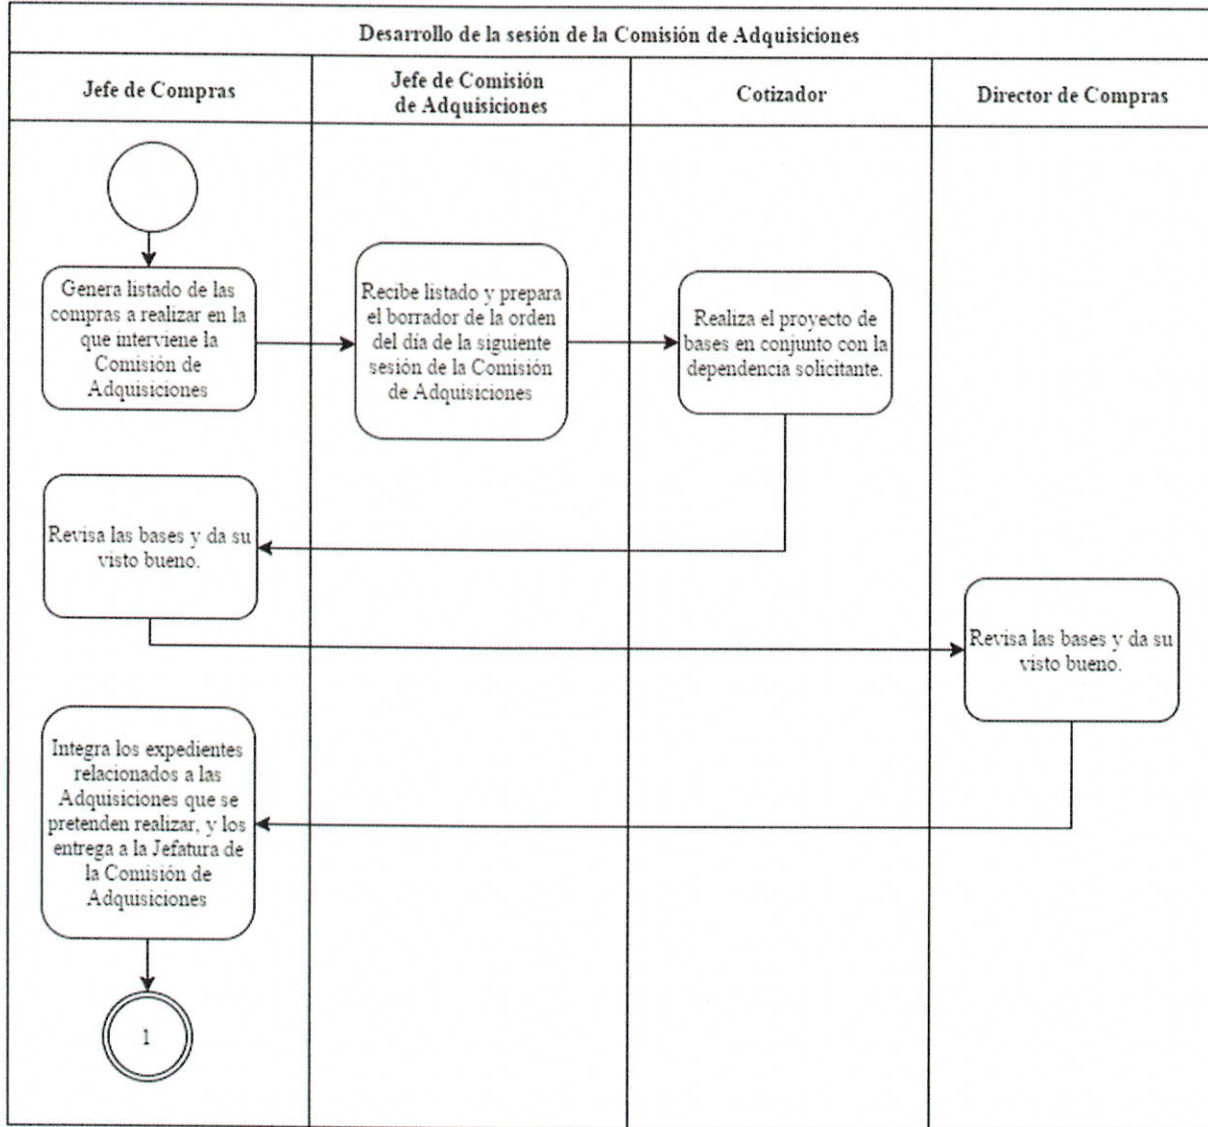 Desarrollo de la sesión de la Comisión de Adquisiciones
Jefe de Compras
Jefe de Comisión
de Adquisiciones
Cotizador
Director de Compras
Genera listado de las
compras a realizar en la
que interviene la
Comisión de
Adquisiciones
Recibe listado y prepara
el borrador de la orden
del día de la siguiente
sesión de la Comisión
de Adquisiciones
Realiza el proyecto de
bases en conjunto con la
dependencia solicitante.
Revisa las bases y da su
visto bueno.
Revisa las bases y da su
visto bueno.
Integra los expedientes
relacionados a las
Adquisiciones que se
pretenden realizar, y los
entrega a la Jefatura de
la Comisión de
Adquisiciones
1